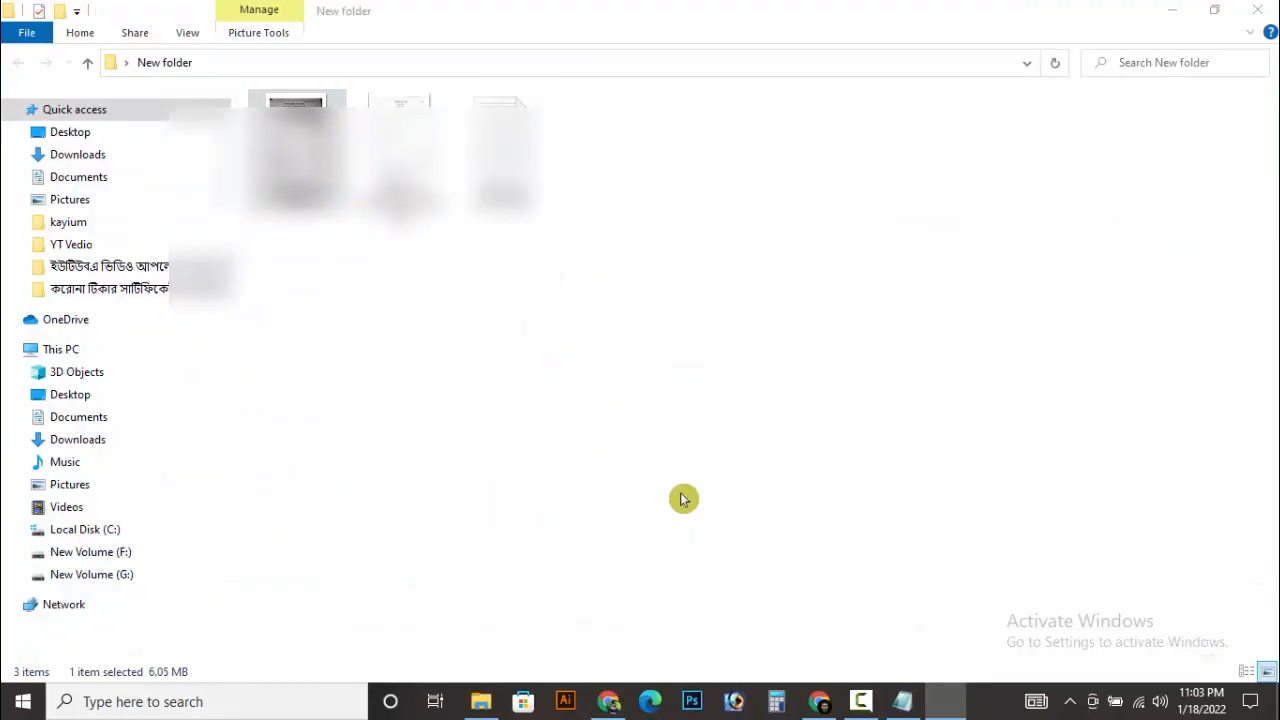 Manage
New folder
File
Home
Share
View
Picture Tools
New folder
Search New folder
Quick access
Desktop
Downloads
Documents
Pictures
kayium
YT Vedio
ইউটিউবএ ভিডিও আপলে
করোনা টিকার সার্টিফিকে
OneDrive
This PC
3D Objects
Desktop
Documents
Downloads
Music
Pictures
Videos
Local Disk (C:)
New Volume (F:)
New Volume (G:)
Network
Activate Windows
Go to Settings to activate Windows.
3 items 1 item selected 6.05 MB
Type here to search
Ai
Ps
11:03 PM
1/18/2022